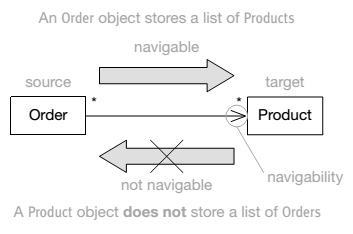 An Order object stores a list of Products
navigable
source
target
*
*
Order
Product
not navigable
navigability
A Product object does not store a list of Orders